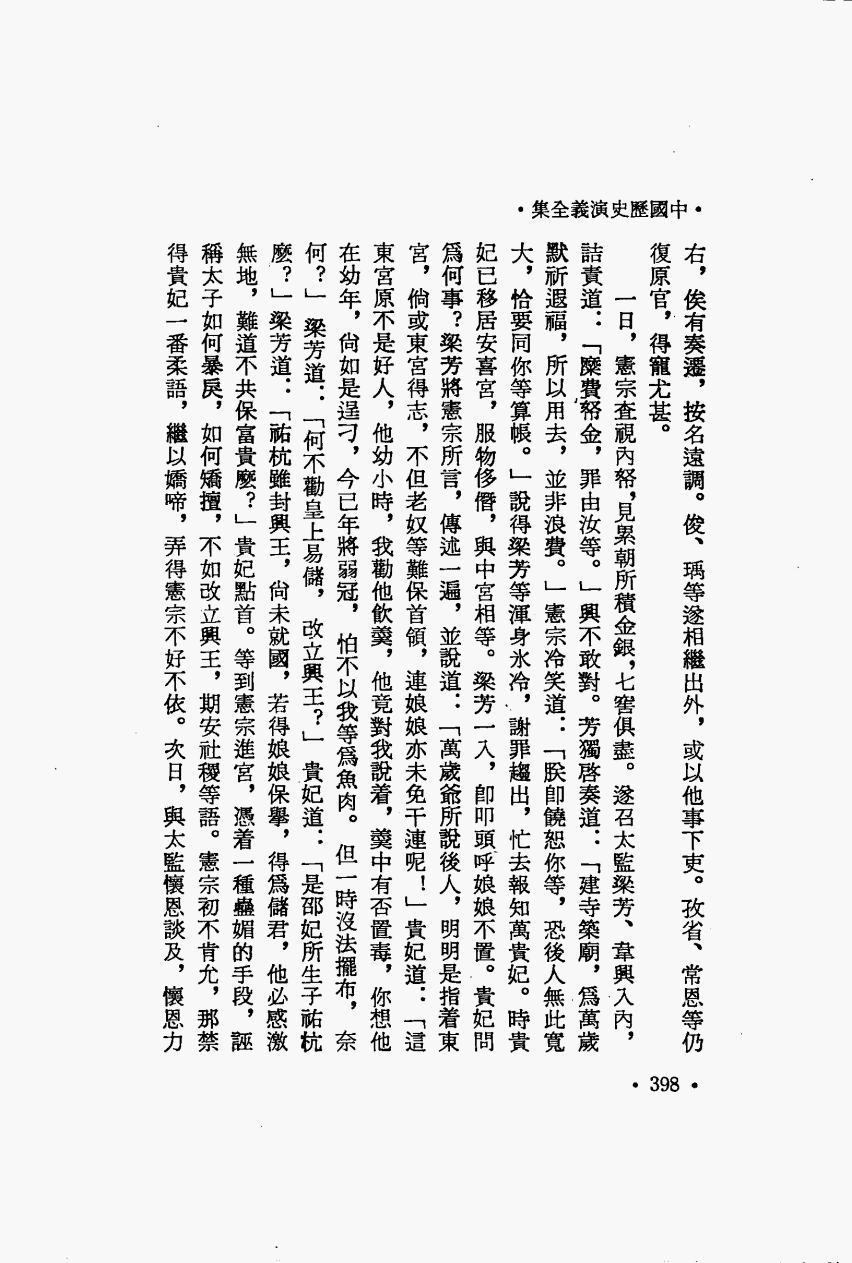 ·中國歷史演義全集·
右，俟有奏遷，按名遠調。俊、瑀等遂相繼出外，或以他事下吏。孜省、常恩等仍
復原官，得寵尤甚。
一日，憲宗查視內帑，見累朝所積金銀，七窖俱盡。遂召太監梁芳、韋興入內，
詰責道：「糜費帑金，罪由汝等。」興不敢對。芳獨啓奏道：「建寺築廟，爲萬歲
默祈遐福，所以用去，並非浪費。」憲宗冷笑道：「朕卽饒恕你等，恐後人無此寬
大，恰要同你等算帳。」說得梁芳等渾身氷冷，謝罪趨出，忙去報知萬貴妃。時貴
妃已移居安喜宮，服物侈僭，與中宮相等。梁芳一入，卽叩頭呼娘娘不置。貴妃問
爲何事？梁芳將憲宗所言，傳述一遍，並說道：「萬歲爺所說後人，明明是指着東
宮，倘或東宮得志，不但老奴等難保首領，連娘娘亦未免干連呢！」貴妃道：「這
東宮原不是好人，他幼小時，我勸他飮羹，他竟對我說着，羹中有否置毒，你想他
在幼年，尙如是逞刁，今已年將弱冠，怕不以我等爲魚肉。但一時沒法擺布，奈
何？」梁芳道：「何不勸皇上易儲，改立興王？」貴妃道：「是邵妃所生子祐杬
麼？」梁芳道：「祐杭雖封興王，尙未就國，若得娘娘保擧，得爲儲君，他必感激
無地，難道不共保富貴麼？」貴妃點首。等到憲宗進宮，憑着一種蠱媚的手段，誣
稱太子如何暴戾，如何矯擅，不如改立興王，期安社稷等語。憲宗初不肯允，那禁
得貴妃一番柔語，繼以嬌啼，弄得憲宗不好不依。次日，與太監懷恩談及，懷恩力
·398·